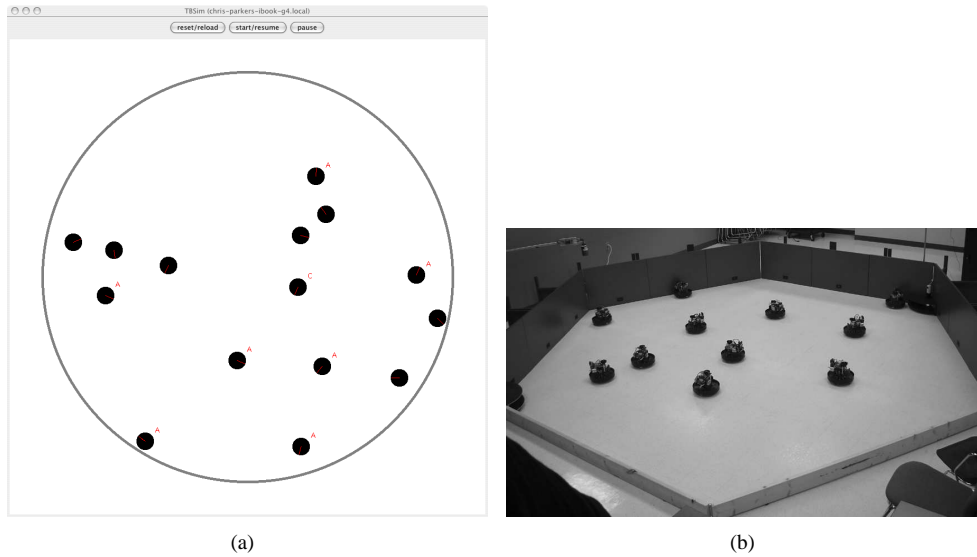 TBSim (chris-parkers-ibook-g4.local)
reset/reload start/resume pause
A
A
C
A
A
A
A
A
(a)
(b)